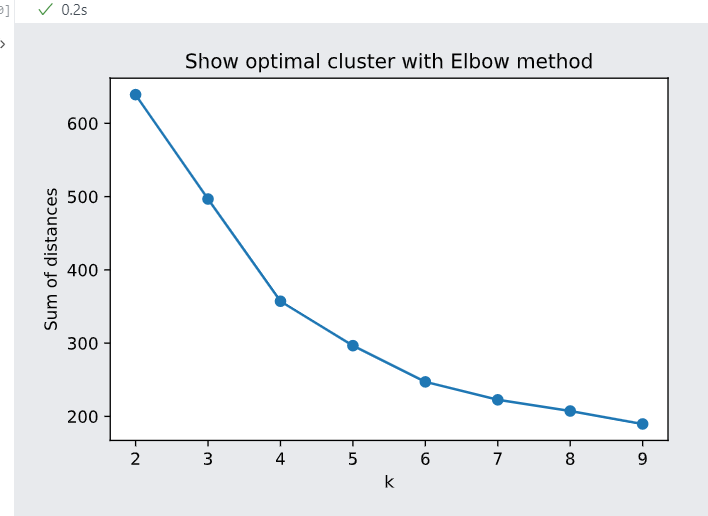 0.2s
Show optimal cluster with Elbow method
600
500
400
300
200
Sum of distances
2 3 4 5 6 7 8 9
k